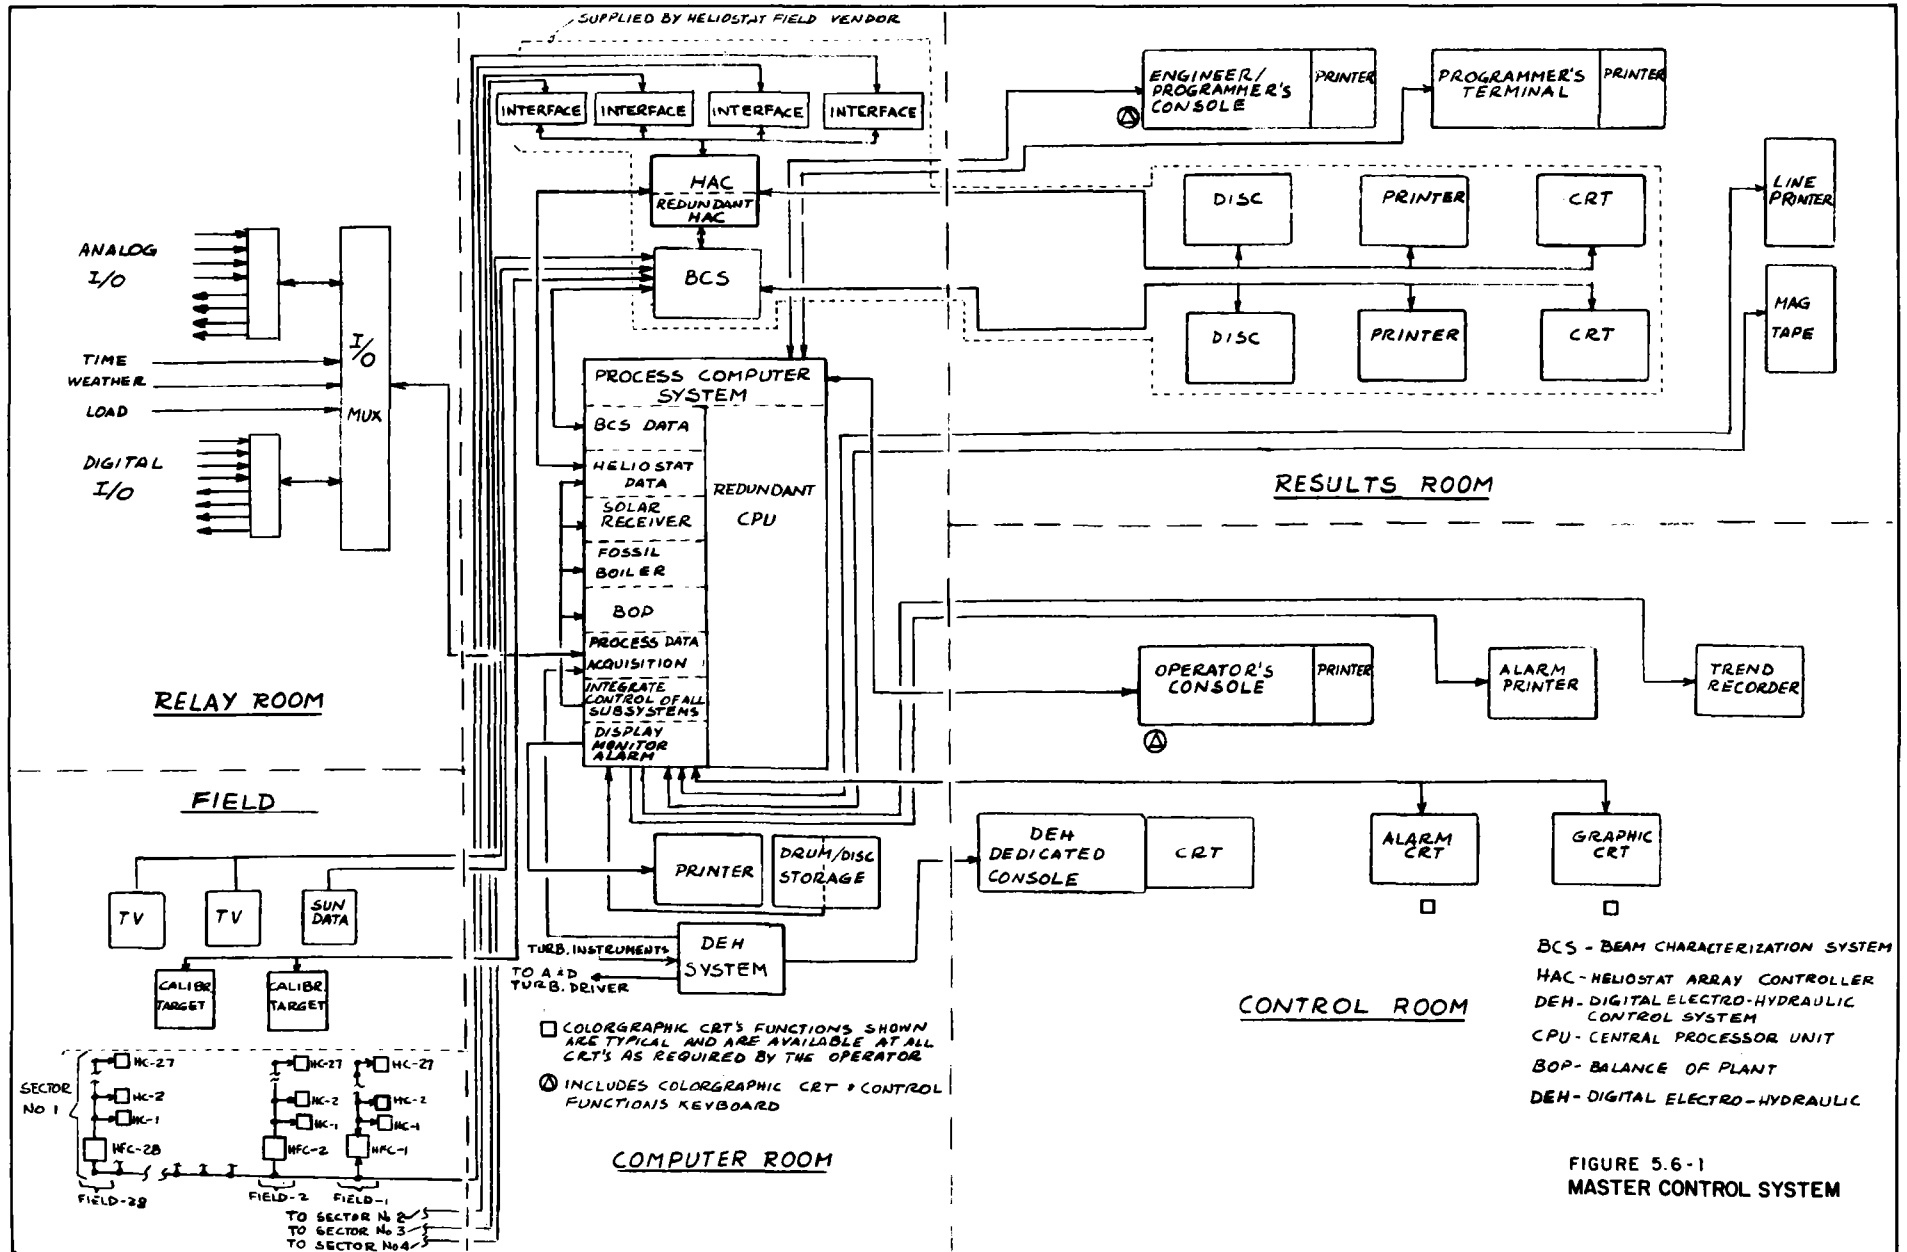 SUPPLIED BY HELIOSTAT FIELD VENDOR
INTERFACE
INTERFACE
INTERFACE
INTERFACE
HAC
REDUNDANT
HAC
BCS
ENGINEER/
PROGRAMMER'S
CONSOLE
PRINTER
PROGRAMMER'S
TERMINAL
PRINTER
DISC
PRINTER
CRT
DISC
PRINTER
CRT
LINE
PRINTER
MAG
TAPE
RESULTS ROOM
ANALOG
I/O
TIME
WEATHER
LOAD
DIGITAL
I/O
I/O
MUX
RELAY ROOM
PROCESS COMPUTER
SYSTEM
BCS DATA
HELIOSTAT
DATA
SOLAR
RECEIVER
FOSSIL
BOILER
BOP
PROCESS DATA
ACQUISITION
INTEGRATE
CONTROL OF ALL
SUBSYSTEMS
DISPLAY
MONITOR
ALARM
REDUNDANT
CPU
PRINTER
DRUM/DISC
STORAGE
DEH
SYSTEM
TURB. INSTRUMENTS
TO A&D
TURB. DRIVER
COLORGRAPHIC CRT'S FUNCTIONS SHOWN
ARE TYPICAL AND ARE AVAILABLE AT ALL
CRT'S AS REQUIRED BY THE OPERATOR
INCLUDES COLORGRAPHIC CRT & CONTROL
FUNCTIONS KEYBOARD
COMPUTER ROOM
OPERATOR'S
CONSOLE
PRINTER
ALARM
PRINTER
TREND
RECORDER
DEH
DEDICATED
CONSOLE
CRT
ALARM
CRT
GRAPHIC
CRT
CONTROL ROOM
FIELD
TV
TV
SUN
DATA
CALIBR.
TARGET
CALIBR.
TARGET
SECTOR
NO 1
HC-27
HC-2
HC-1
HFC-28
HC-27
HC-2
HC-1
HFC-2
HC-27
HC-2
HC-1
HFC-1
FIELD-28
FIELD-2
FIELD-1
TO SECTOR No 2
TO SECTOR No 3
TO SECTOR No 4
BCS - BEAM CHARACTERIZATION SYSTEM
HAC - HELIOSTAT ARRAY CONTROLLER
DEH - DIGITAL ELECTRO-HYDRAULIC
CONTROL SYSTEM
CPU - CENTRAL PROCESSOR UNIT
BOP - BALANCE OF PLANT
DEH - DIGITAL ELECTRO-HYDRAULIC
FIGURE 5.6-1
MASTER CONTROL SYSTEM